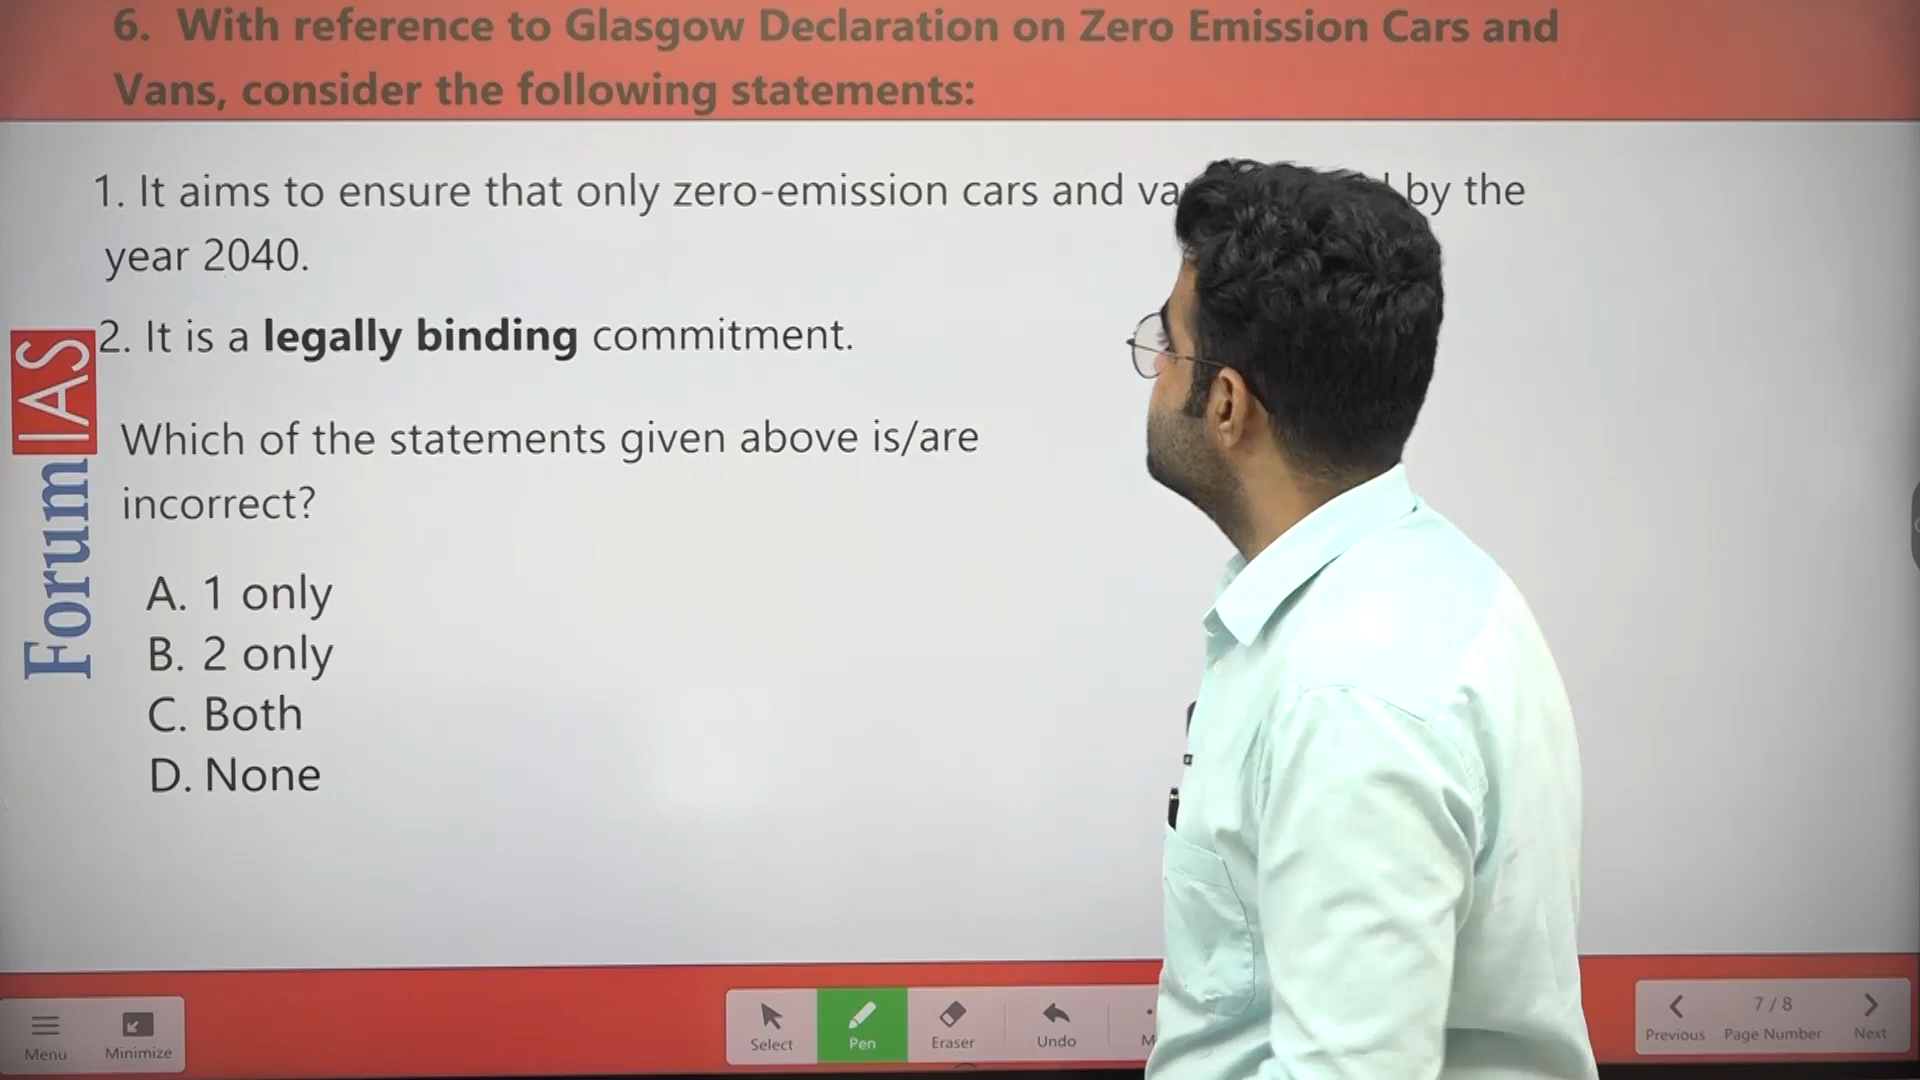 6. With reference to Glasgow Declaration on Zero Emission Cars and
Vans, consider the following statements:
1. It aims to ensure that only zero-emission cars and by the
year 2040.
2. It is a legally binding commitment.
Which of the statements given above is/are
incorrect?
A. 1 only
B. 2 only
C. Both
D. None
ForumIAS
Menu
Minimize
Select
Pen
Eraser
Undo
Previous
7 / 8
Page Number
Next